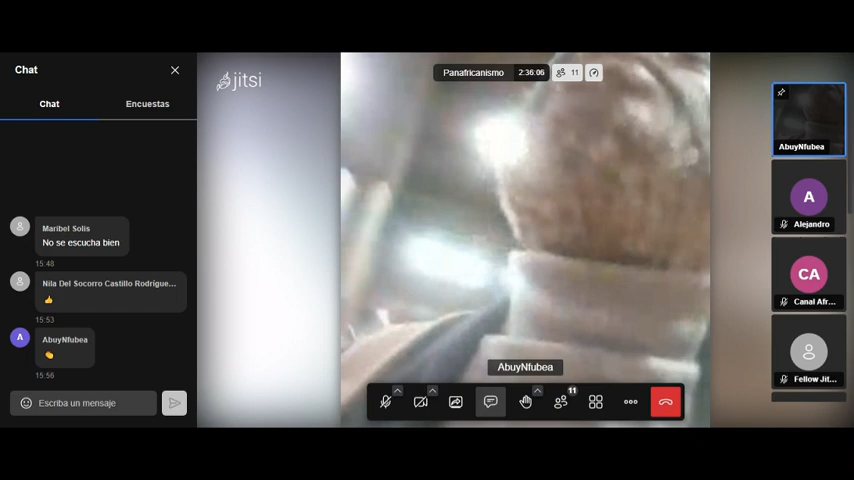 Chat
Chat
Encuestas
Maribel Solis
No se escucha bien
15:48
Nila Del Socorro Castillo Rodrigue...
15:53
A
AbuyNfubea
15:56
Escriba un mensaje
jitsi
Panafricanismo
2:36:06
11
AbuyNfubea
11
AbuyNfubea
A
Alejandro
CA
Canal Afr...
Fellow Jit...